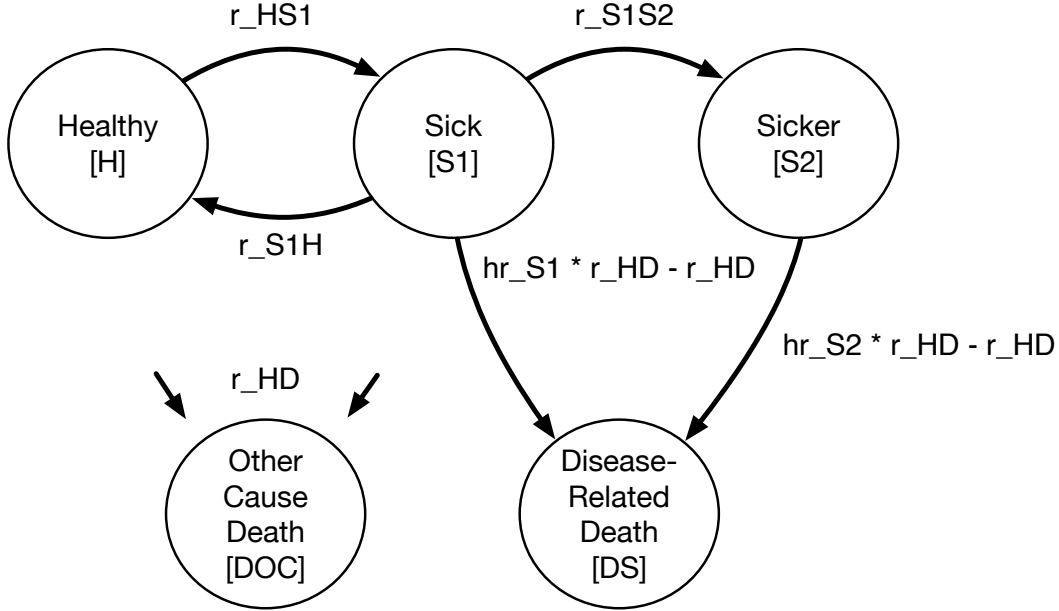 r_HS1
r_S1S2
Healthy
[H]
Sick
[S1]
Sicker
[S2]
r_S1H
hr_S1 * r_HD - r_HD
hr_S2 * r_HD - r_HD
r_HD
Other
Cause
Death
[DOC]
Disease-
Related
Death
[DS]